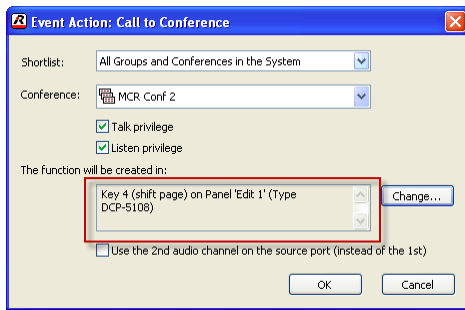 Event Action: Call to Conference
Shortlist:
All Groups and Conferences in the System
Conference:
MCR Conf 2
Talk privilege
Listen privilege
The function will be created in:
Key 4 (shift page) on Panel 'Edit 1' (Type
DCP-5108)
Change...
Use the 2nd audio channel on the source port (instead of the 1st)
OK
Cancel